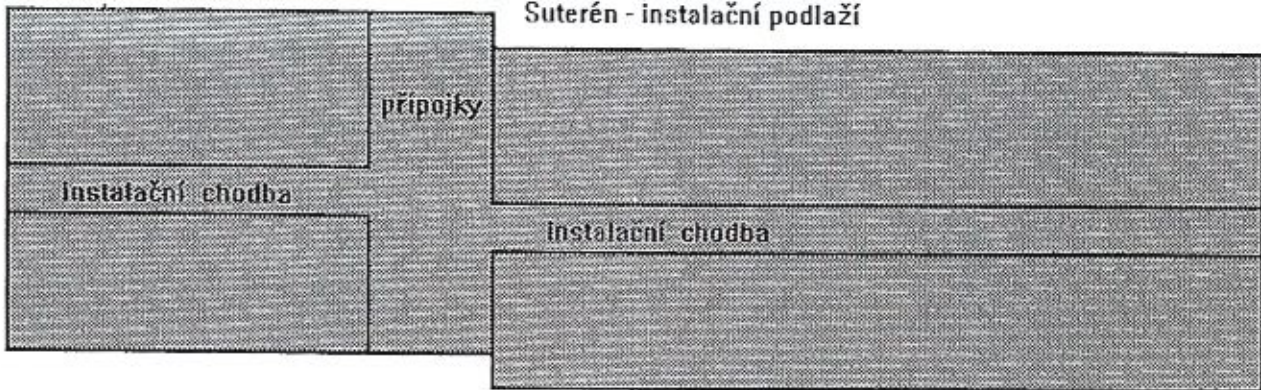 Suterén - instalační podlaží
přípojky
instalační chodba
instalační chodba